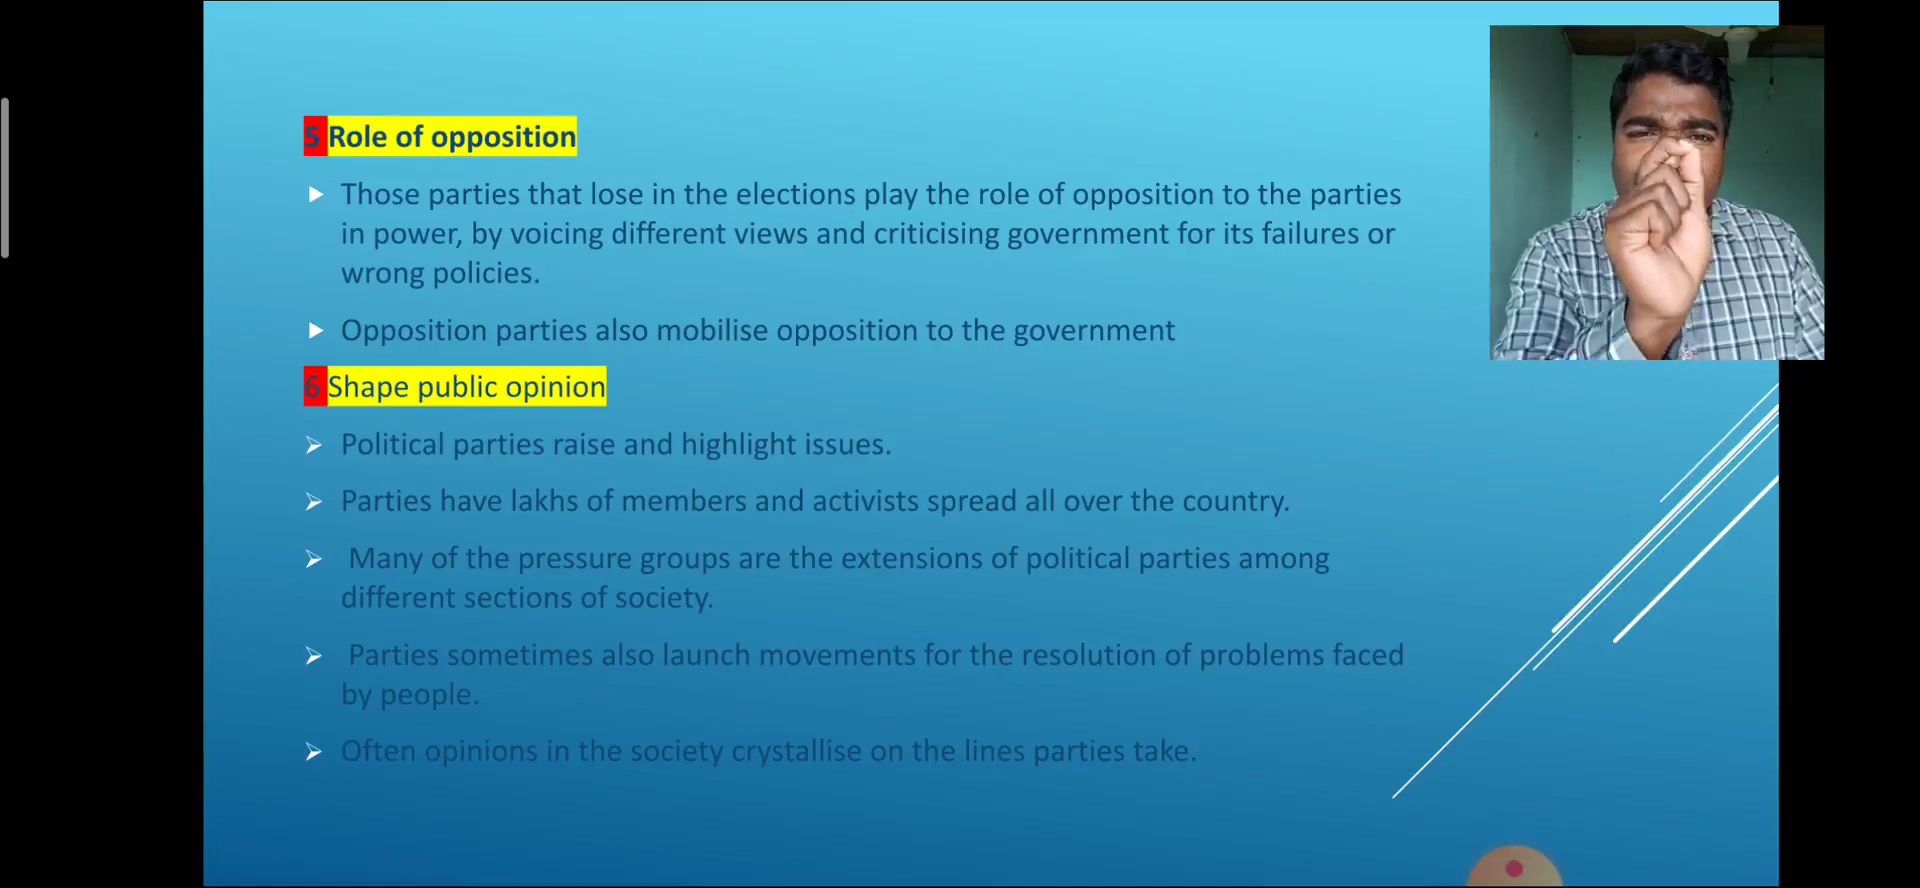 5 Role of opposition
Those parties that lose in the elections play the role of opposition to the parties
in power, by voicing different views and criticising government for its failures or
wrong policies.
Opposition parties also mobilise opposition to the government
6 Shape public opinion
Political parties raise and highlight issues.
Parties have lakhs of members and activists spread all over the country.
Many of the pressure groups are the extensions of political parties among
different sections of society.
Parties sometimes also launch movements for the resolution of problems faced
by people.
Often opinions in the society crystallise on the lines parties take.